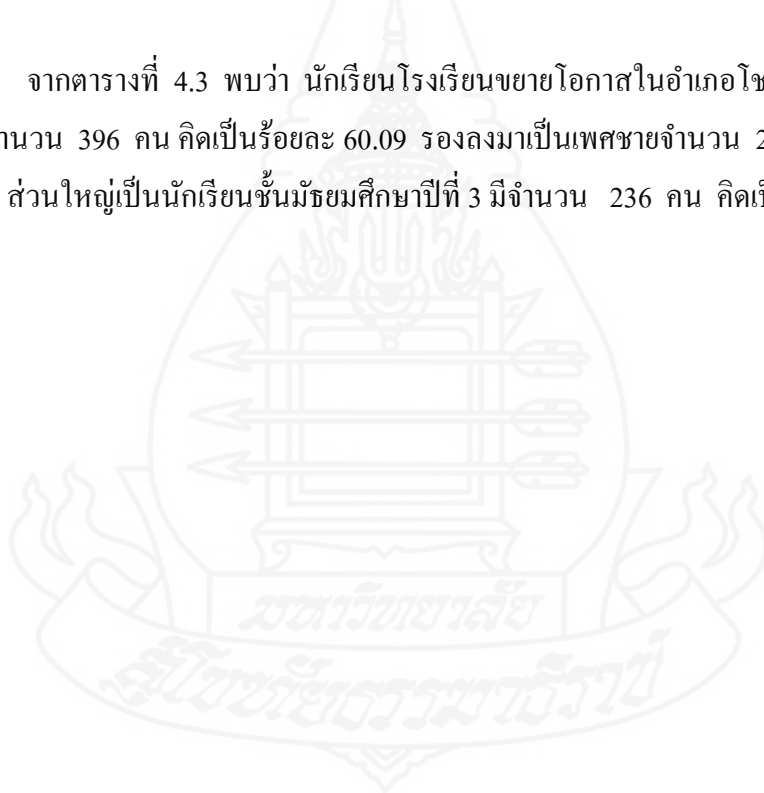 จากตารางที่ 4.3 พบว่า นักเรียนโรงเรียนขยายโอกาสในอำเภอโช
396 คน คิดเป็นร้อยละ 60.09 รองลงมาเป็นเพศชายจำนวน 2
ส่วนใหญ่เป็นนักเรียนชั้นมัธยมศึกษาปีที่ 3 มีจำนวน 236 คน คิดเป็
มหาวิทยาลัย
สุโขทัยธรรมาธิราช